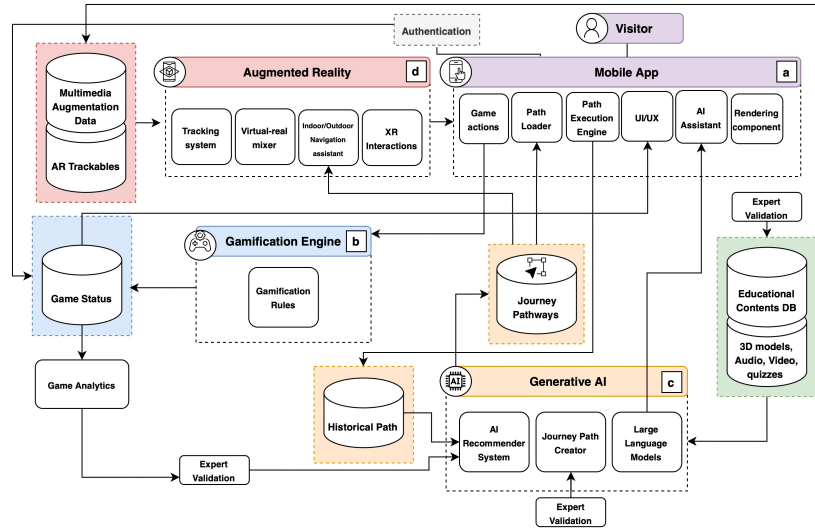 Authentication
Visitor
Augmented Reality
d
Mobile App
a
Multimedia
Augmentation
Data
AR Trackables
Tracking
system
Virtual-real
mixer
Indoor/Outdoor
Navigation
assistant
XR
Interactions
Game
actions
Path
Loader
Path
Execution
Engine
UI/UX
AI
Assistant
Rendering
component
Expert
Validation
Gamification Engine
b
Game Status
Gamification
Rules
Journey
Pathways
Educational
Contents DB
3D models,
Audio, Video,
quizzes
Game Analytics
Historical Path
AI
Generative AI
c
AI
Recommender
System
Journey Path
Creator
Large
Language
Models
Expert
Validation
Expert
Validation